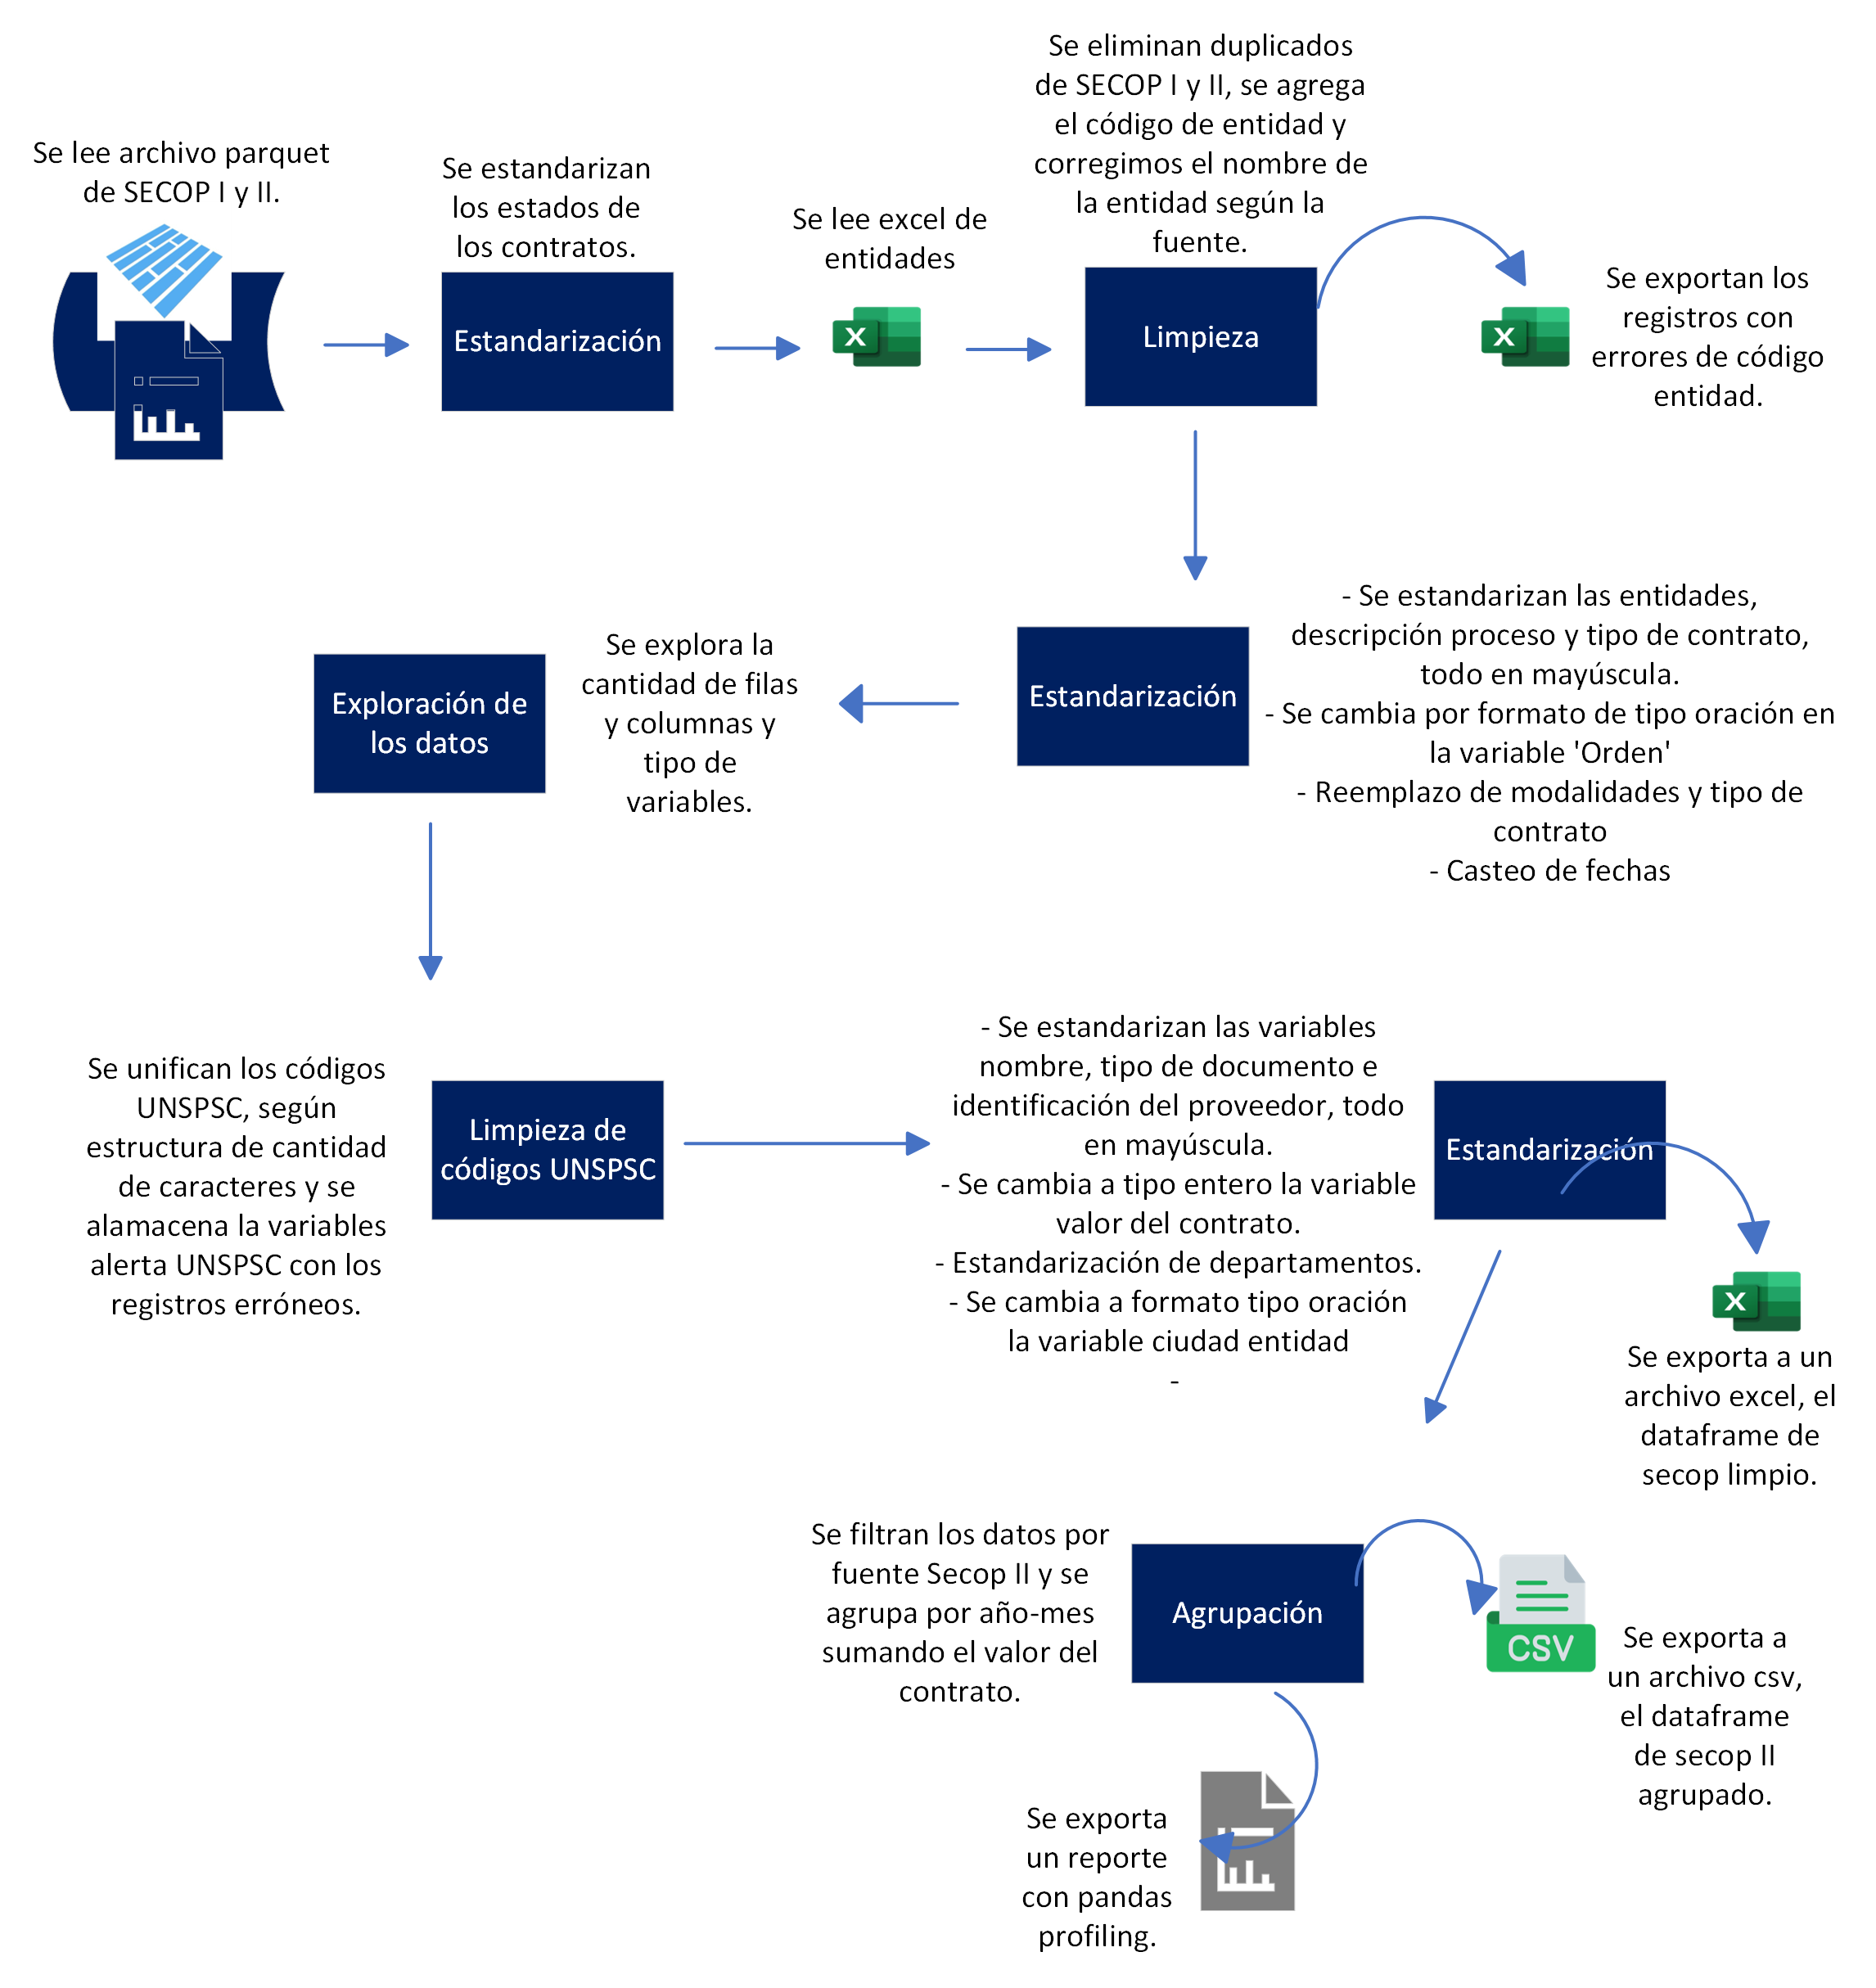 Se lee archivo parquet
de SECOP I y II.
Se estandarizan
los estados de
los contratos.
Estandarización
Se lee excel de
entidades
X
Se eliminan duplicados
de SECOP I y II, se agrega
el código de entidad y
corregimos el nombre de
la entidad según la
fuente.
Limpieza
X
Se exportan los
registros con
errores de código
entidad.
- Se estandarizan las entidades,
descripción proceso y tipo de contrato,
todo en mayúscula.
- Se cambia por formato de tipo oración en
la variable 'Orden'
- Reemplazo de modalidades y tipo de
contrato
- Casteo de fechas
Estandarización
Se explora la
cantidad de filas
y columnas y
tipo de
variables.
Exploración de
los datos
Se unifican los códigos
UNSPSC, según
estructura de cantidad
de caracteres y se
alamacena la variables
alerta UNSPSC con los
registros erróneos.
Limpieza de
códigos UNSPSC
- Se estandarizan las variables
nombre, tipo de documento e
identificación del proveedor, todo
en mayúscula.
- Se cambia a tipo entero la variable
valor del contrato.
- Estandarización de departamentos.
- Se cambia a formato tipo oración
la variable ciudad entidad
-
Estandarización
X
Se exporta a un
archivo excel, el
dataframe de
secop limpio.
Se filtran los datos por
fuente Secop II y se
agrupa por año-mes
sumando el valor del
contrato.
Agrupación
CSV
Se exporta a
un archivo csv,
el dataframe
de secop II
agrupado.
Se exporta
un reporte
con pandas
profiling.